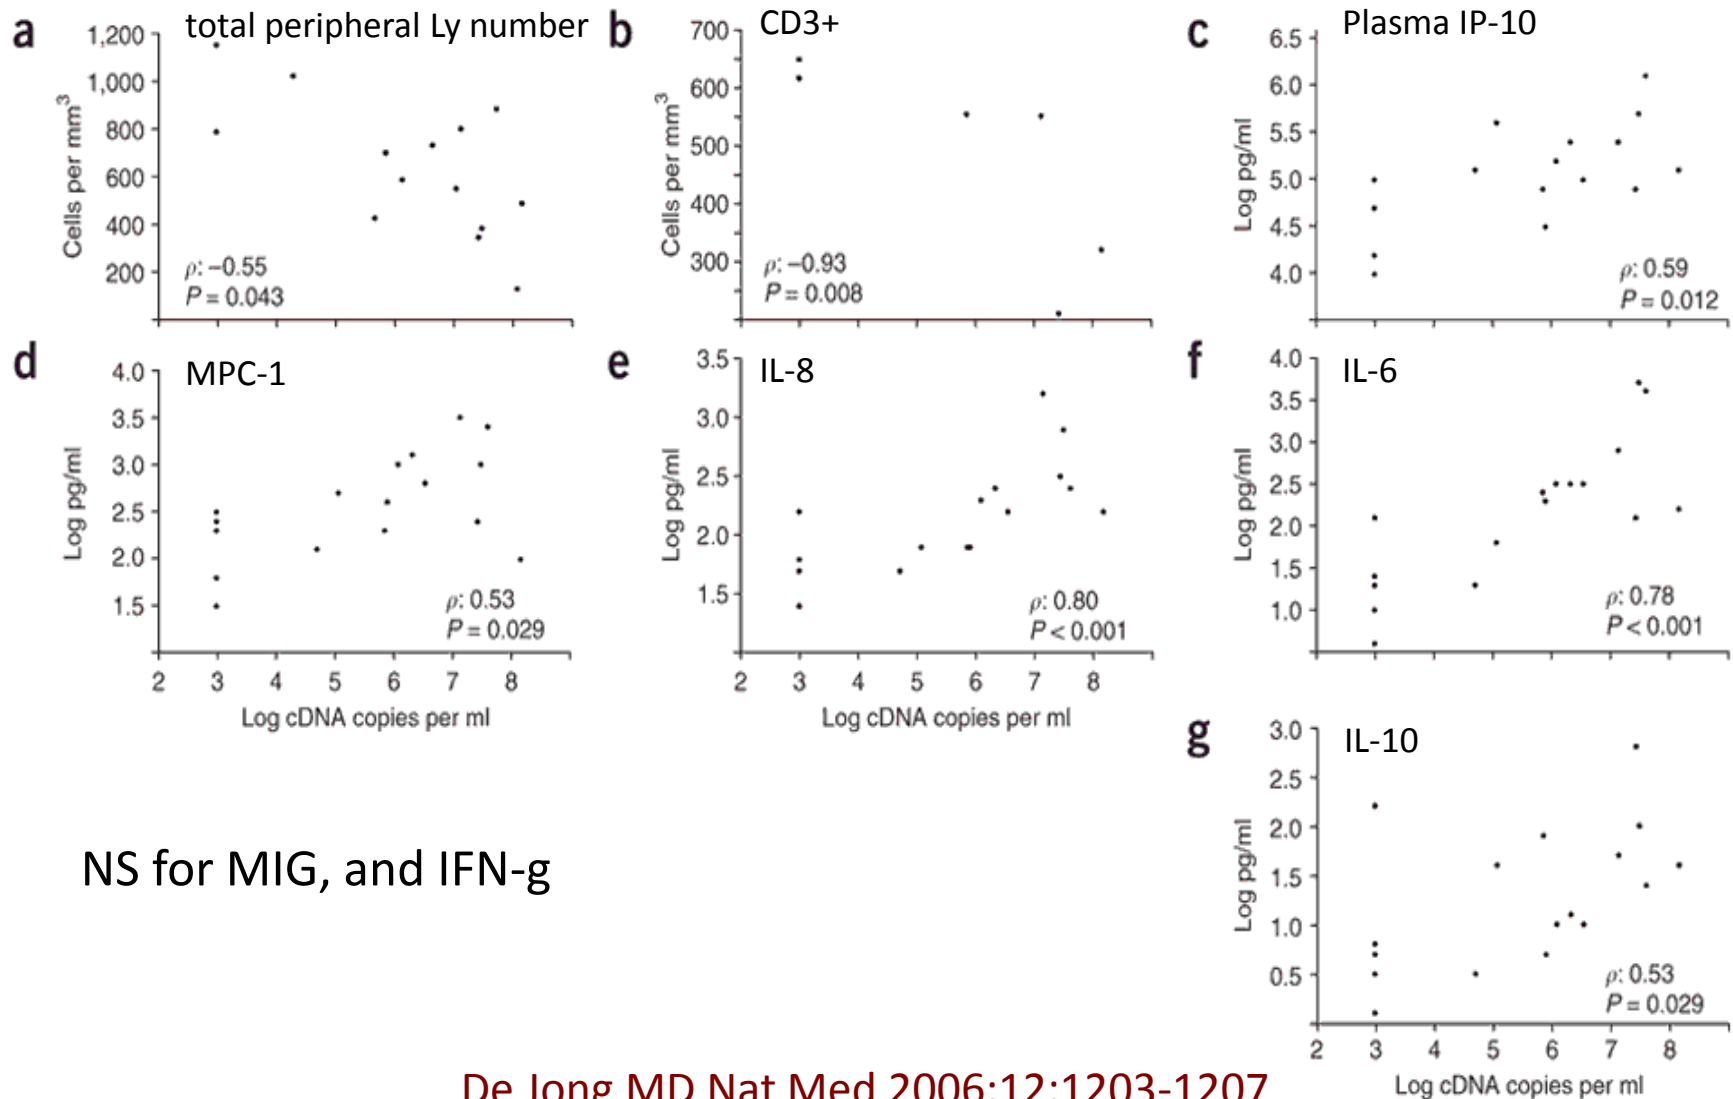 a
total peripheral Ly number
1,200
1,000
800
600
400
200
Cells per mm³
ρ: –0.55
P = 0.043
b
CD3+
700
600
500
400
300
Cells per mm³
ρ: –0.93
P = 0.008
c
Plasma IP-10
6.5
6.0
5.5
5.0
4.5
4.0
Log pg/ml
ρ: 0.59
P = 0.012
d
MPC-1
4.0
3.5
3.0
2.5
2.0
1.5
Log pg/ml
ρ: 0.53
P = 0.029
2 3 4 5 6 7 8
Log cDNA copies per ml
e
IL-8
3.5
3.0
2.5
2.0
1.5
Log pg/ml
ρ: 0.80
P < 0.001
2 3 4 5 6 7 8
Log cDNA copies per ml
f
IL-6
4.0
3.5
3.0
2.5
2.0
1.5
1.0
Log pg/ml
ρ: 0.78
P < 0.001
g
IL-10
3.0
2.5
2.0
1.5
1.0
0.5
Log pg/ml
ρ: 0.53
P = 0.029
2 3 4 5 6 7 8
Log cDNA copies per ml
NS for MIG, and IFN-g
De Jong MD Nat Med 2006;12:1203-1207